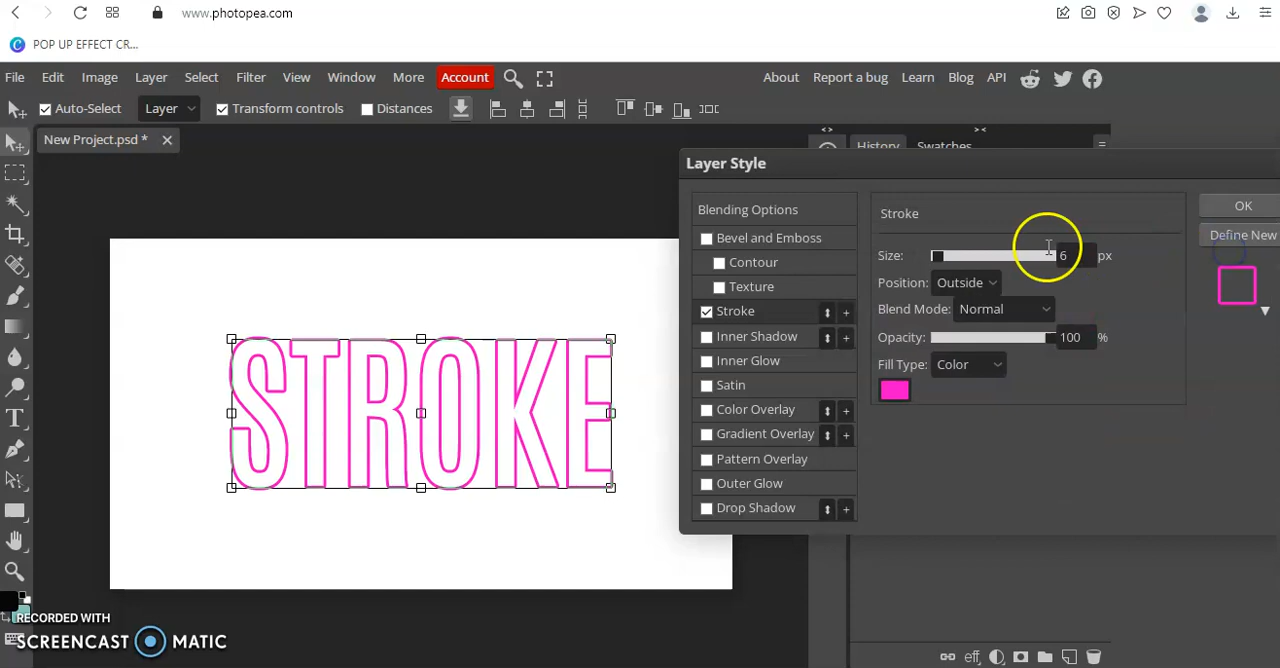 www.photopea.com
POP UP EFFECT CR...
File Edit Image Layer Select Filter View Window More Account About Report a bug Learn Blog API
Auto-Select Layer Transform controls Distances
New Project.psd *
History Swatches
Layer Style
Blending Options
Stroke
OK
Bevel and Emboss
Define New
Contour
Size: 6 px
Texture
Position: Outside
Stroke
Blend Mode: Normal
Inner Shadow
Opacity: 100 %
Inner Glow
Fill Type: Color
Satin
Color Overlay
Gradient Overlay
Pattern Overlay
Outer Glow
Drop Shadow
STROKE
RECORDED WITH
SCREENCAST MATIC
eff